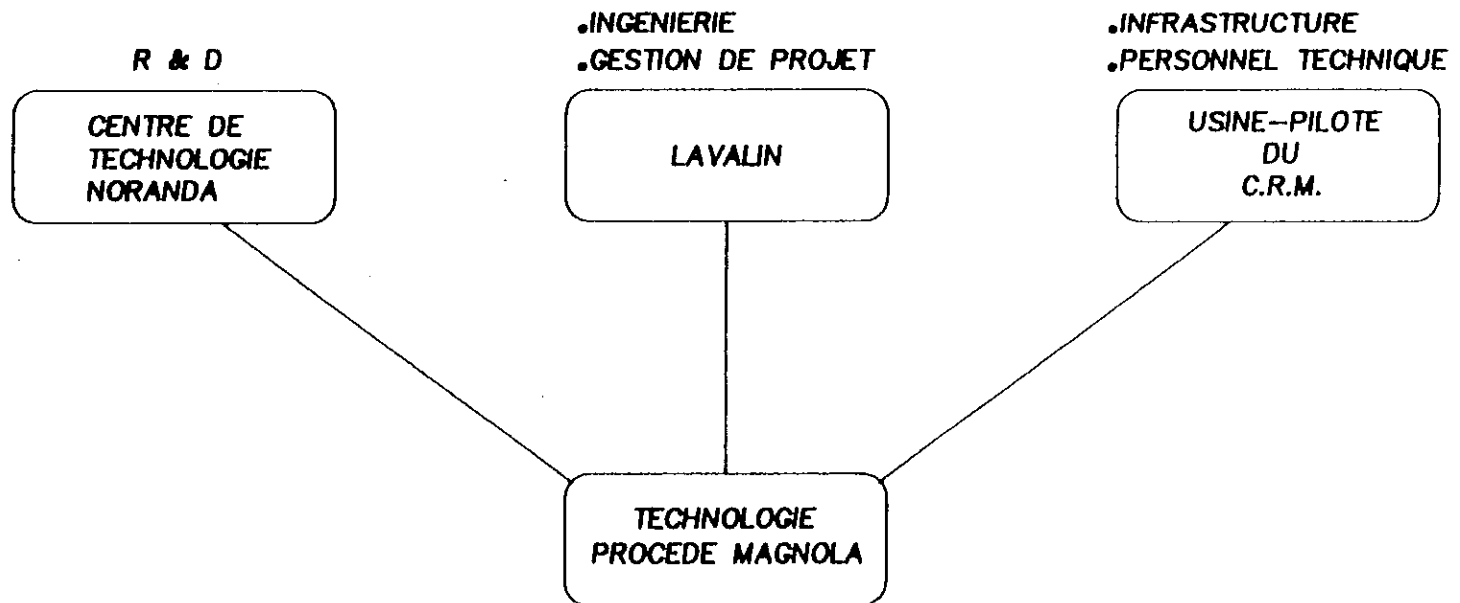 R & D
CENTRE DE
TECHNOLOGIE
NORANDA
.INGENIERIE
.GESTION DE PROJET
LAVALIN
.INFRASTRUCTURE
.PERSONNEL TECHNIQUE
USINE-PILOTE
DU
C.R.M.
TECHNOLOGIE
PROCEDE MAGNOLA